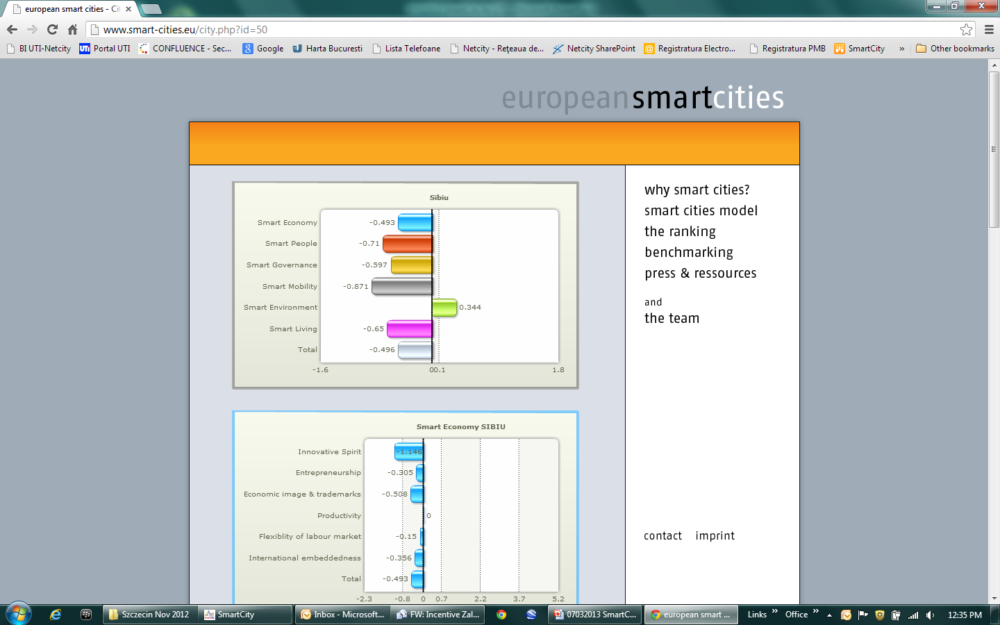 european smart cities - Cit
www.smart-cities.eu/city.php?id=50
BI UTI-Netcity
Portal UTI
CONFLUENCE - Sec...
Google
Harta Bucuresti
Lista Telefoane
Netcity - Rețeaua de...
Netcity SharePoint
Registratura Electro...
Registratura PMB
SmartCity
»
Other bookmarks
europeansmartcities
Sibiu
Smart Economy -0.493
Smart People -0.71
Smart Governance -0.597
Smart Mobility -0.871
Smart Environment 0.344
Smart Living -0.65
Total -0.496
-1.6 0 0.1 1.8
Smart Economy SIBIU
Innovative Spirit -1.146
Entrepreneurship -0.305
Economic image & trademarks -0.508
Productivity 0
Flexiblity of labour market -0.15
International embeddedness -0.356
Total -0.493
-2.3 -0.8 0 0.7 2.2 3.7 5.2
why smart cities?
smart cities model
the ranking
benchmarking
press & ressources
and
the team
contact imprint
Szczecin Nov 2012
SmartCity
Inbox - Microsoft...
FW: Incentive Zal...
07032013 SmartC...
european smart ...
Links »
Office »
12:35 PM